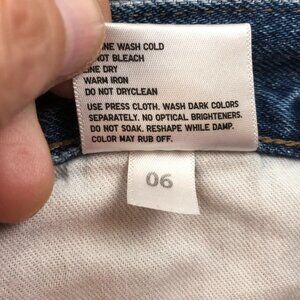 WASH COLD
NOT BLEACH
DRY
WARM IRON
DO NOT DRYCLEAN
USE PRESS CLOTH. WASH DARK COLORS
SEPARATELY. NO OPTICAL BRIGHTENERS.
DO NOT SOAK. RESHAPE WHILE DAMP.
COLOR MAY RUB OFF.
06